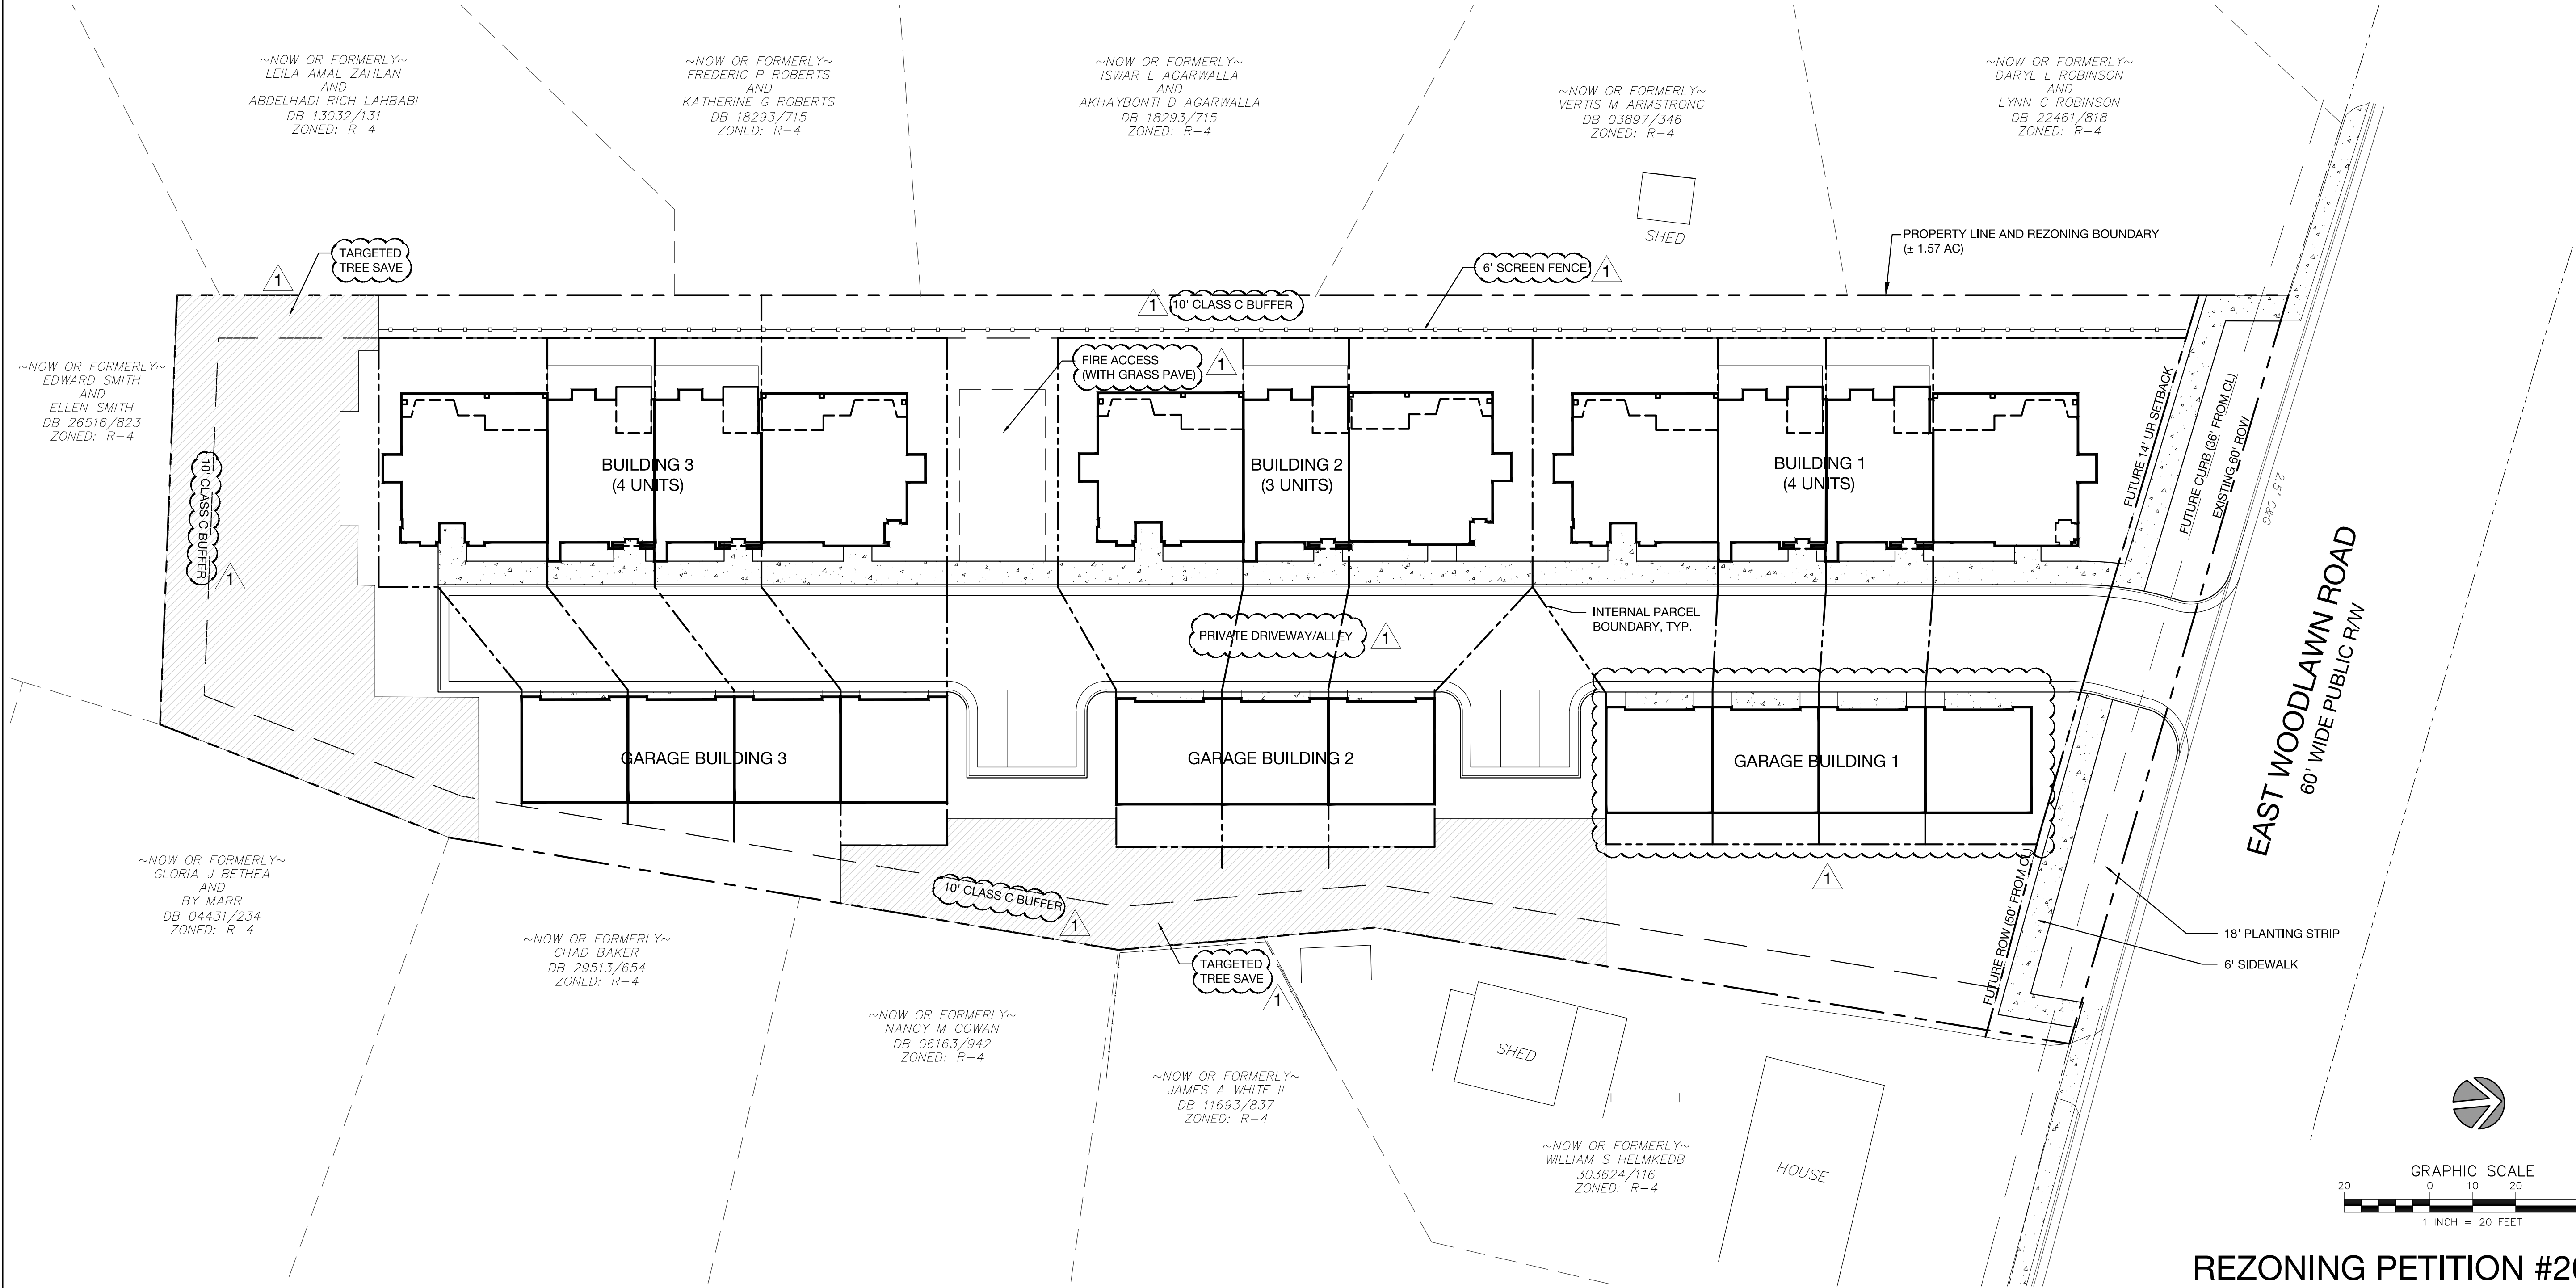 ~NOW OR FORMERLY~
LEILA AMAL ZAHLAN
AND
ABDELHADI RICH LAHBABI
DB 13032/131
ZONED: R-4
~NOW OR FORMERLY~
FREDERIC P ROBERTS
AND
KATHERINE G ROBERTS
DB 18293/715
ZONED: R-4
~NOW OR FORMERLY~
ISWAR L AGARWALLA
AND
AKHAYBONTI D AGARWALLA
DB 18293/715
ZONED: R-4
~NOW OR FORMERLY~
VERTIS M ARMSTRONG
DB 03897/346
ZONED: R-4
~NOW OR FORMERLY~
DARYL L ROBINSON
AND
LYNN C ROBINSON
DB 22461/818
ZONED: R-4
SHED
PROPERTY LINE AND REZONING BOUNDARY
(± 1.57 AC)
TARGETED
TREE SAVE
1
6' SCREEN FENCE
1
1
10' CLASS C BUFFER
~NOW OR FORMERLY~
EDWARD SMITH
AND
ELLEN SMITH
DB 26516/823
ZONED: R-4
FIRE ACCESS
(WITH GRASS PAVE)
1
10' CLASS C BUFFER
1
BUILDING 3
(4 UNITS)
BUILDING 2
(3 UNITS)
BUILDING 1
(4 UNITS)
FUTURE 14' UR SETBACK
FUTURE CURB (36' FROM CL)
EXISTING 60' ROW
2.5' C&G
PRIVATE DRIVEWAY/ALLEY
1
INTERNAL PARCEL
BOUNDARY, TYP.
EAST WOODLAWN ROAD
60' WIDE PUBLIC R/W
GARAGE BUILDING 3
GARAGE BUILDING 2
GARAGE BUILDING 1
1
FUTURE ROW (50' FROM CL)
~NOW OR FORMERLY~
GLORIA J BETHEA
AND
BY MARR
DB 04431/234
ZONED: R-4
10' CLASS C BUFFER
1
18' PLANTING STRIP
6' SIDEWALK
~NOW OR FORMERLY~
CHAD BAKER
DB 29513/654
ZONED: R-4
TARGETED
TREE SAVE
1
~NOW OR FORMERLY~
NANCY M COWAN
DB 06163/942
ZONED: R-4
SHED
~NOW OR FORMERLY~
JAMES A WHITE II
DB 11693/837
ZONED: R-4
~NOW OR FORMERLY~
WILLIAM S HELMKEDB
303624/116
ZONED: R-4
HOUSE
GRAPHIC SCALE
20 0 10 20
1 INCH = 20 FEET
REZONING PETITION #20